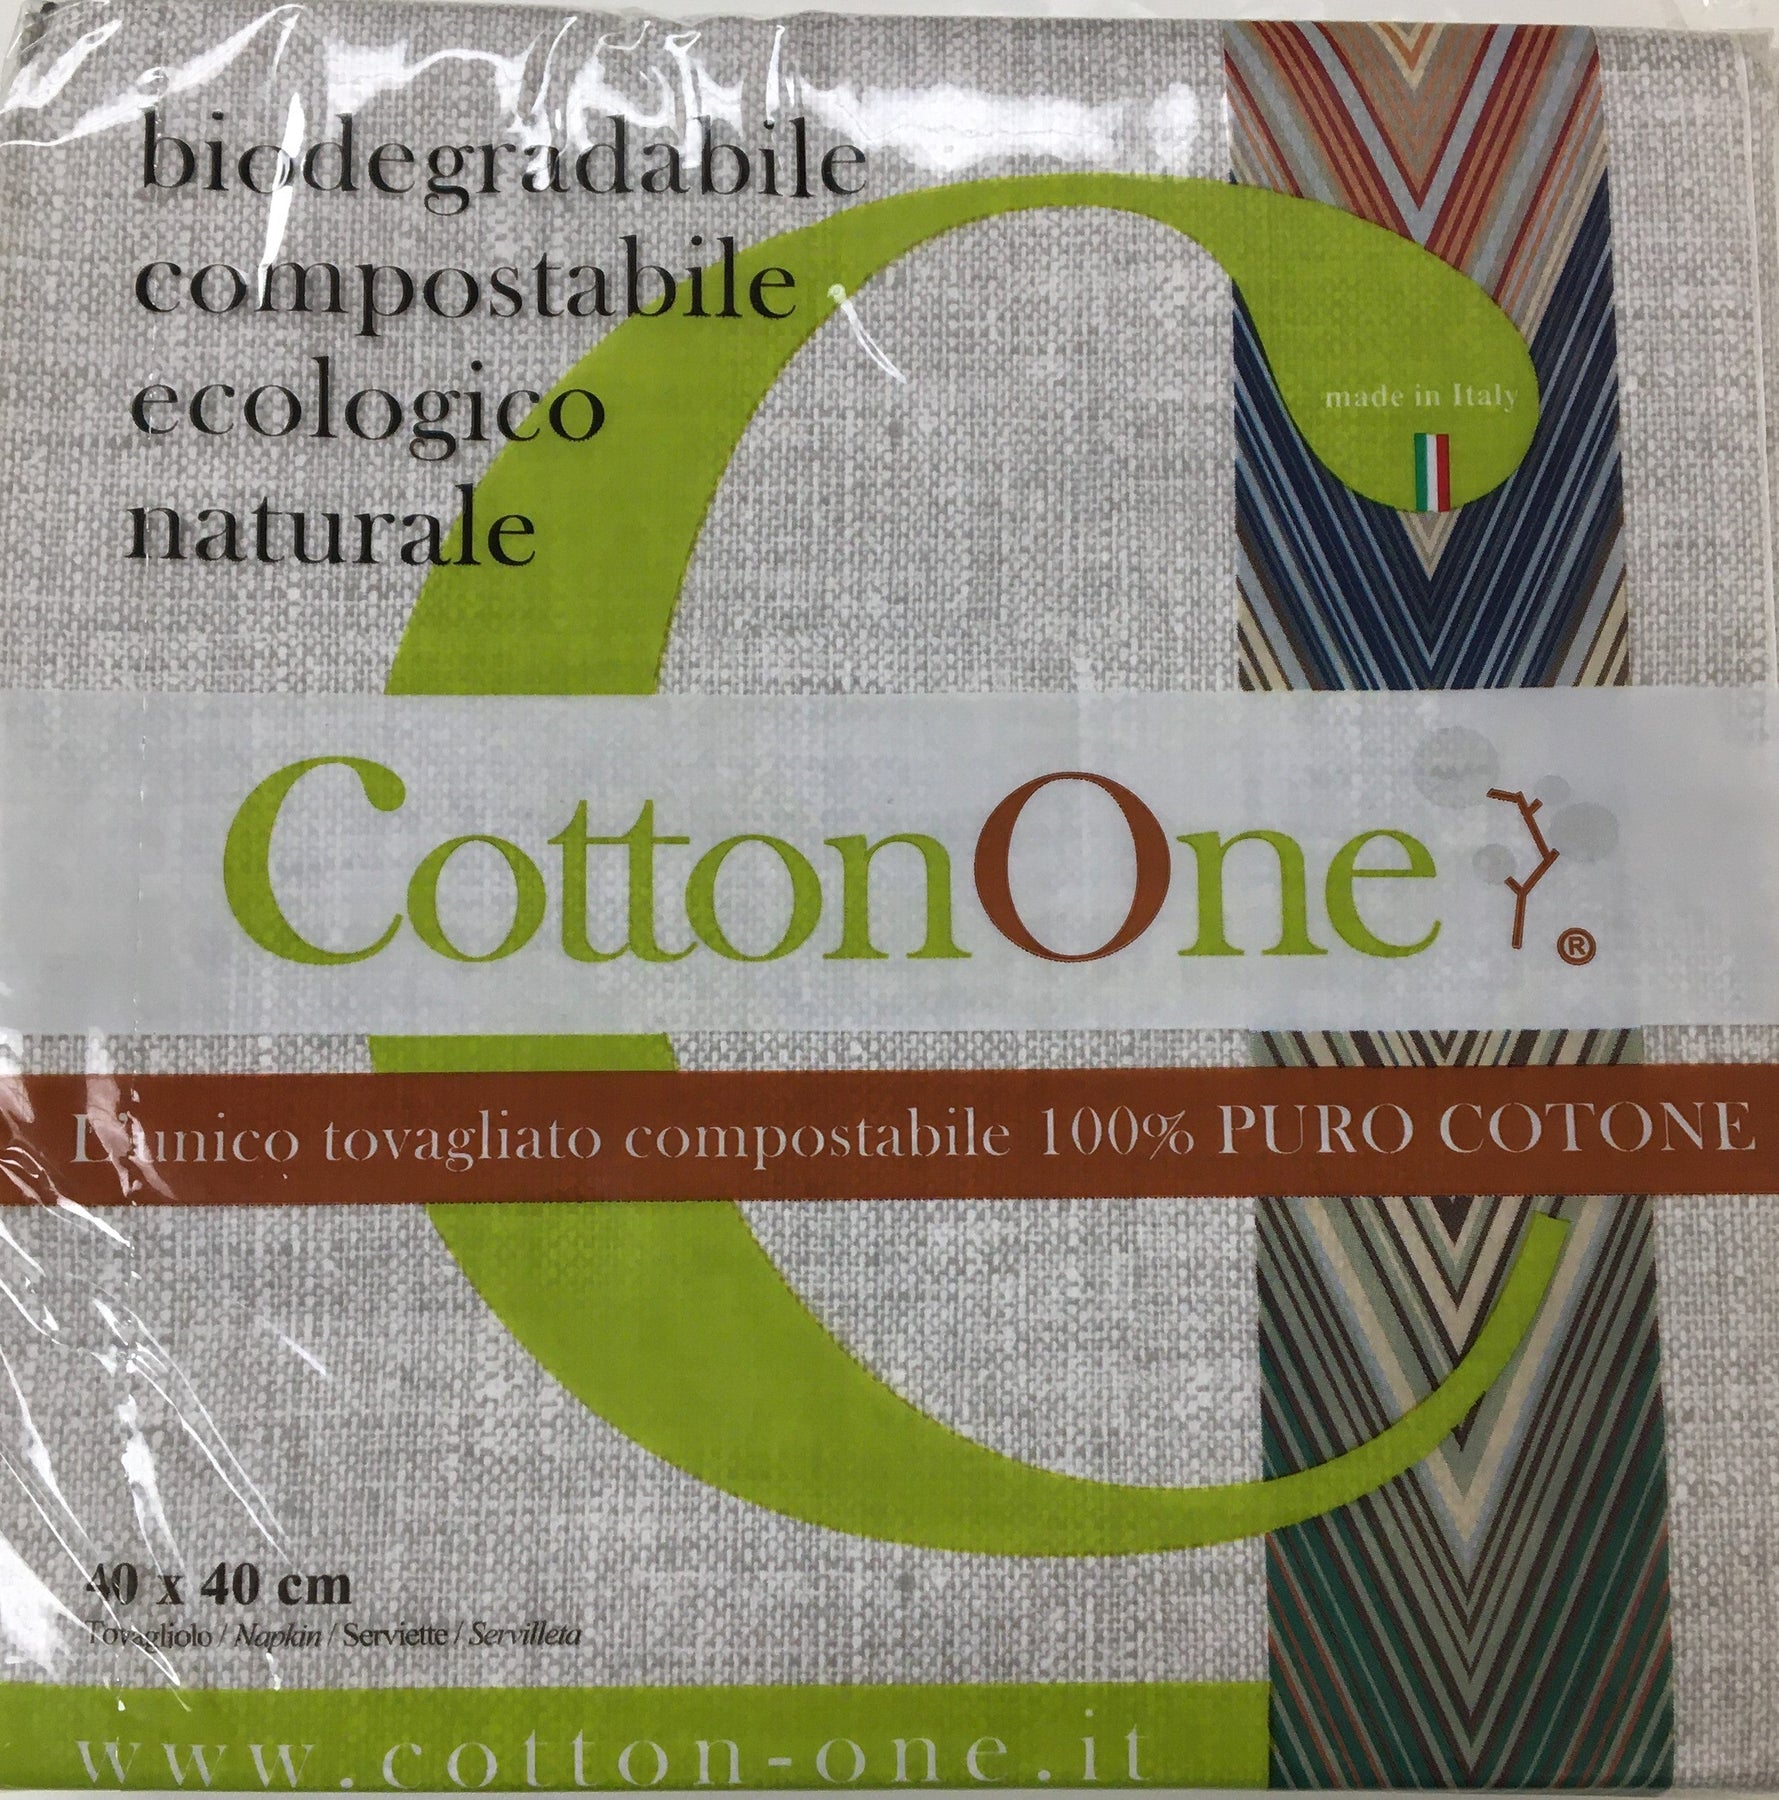 biodegradabile
compostabile
ecologico
naturale
made in Italy
CottonOne ®
L'unico tovagliato compostabile 100% PURO COTONE
40 x 40 cm
Tovagliolo / Napkin / Serviette / Servilleta
www.cotton-one.it